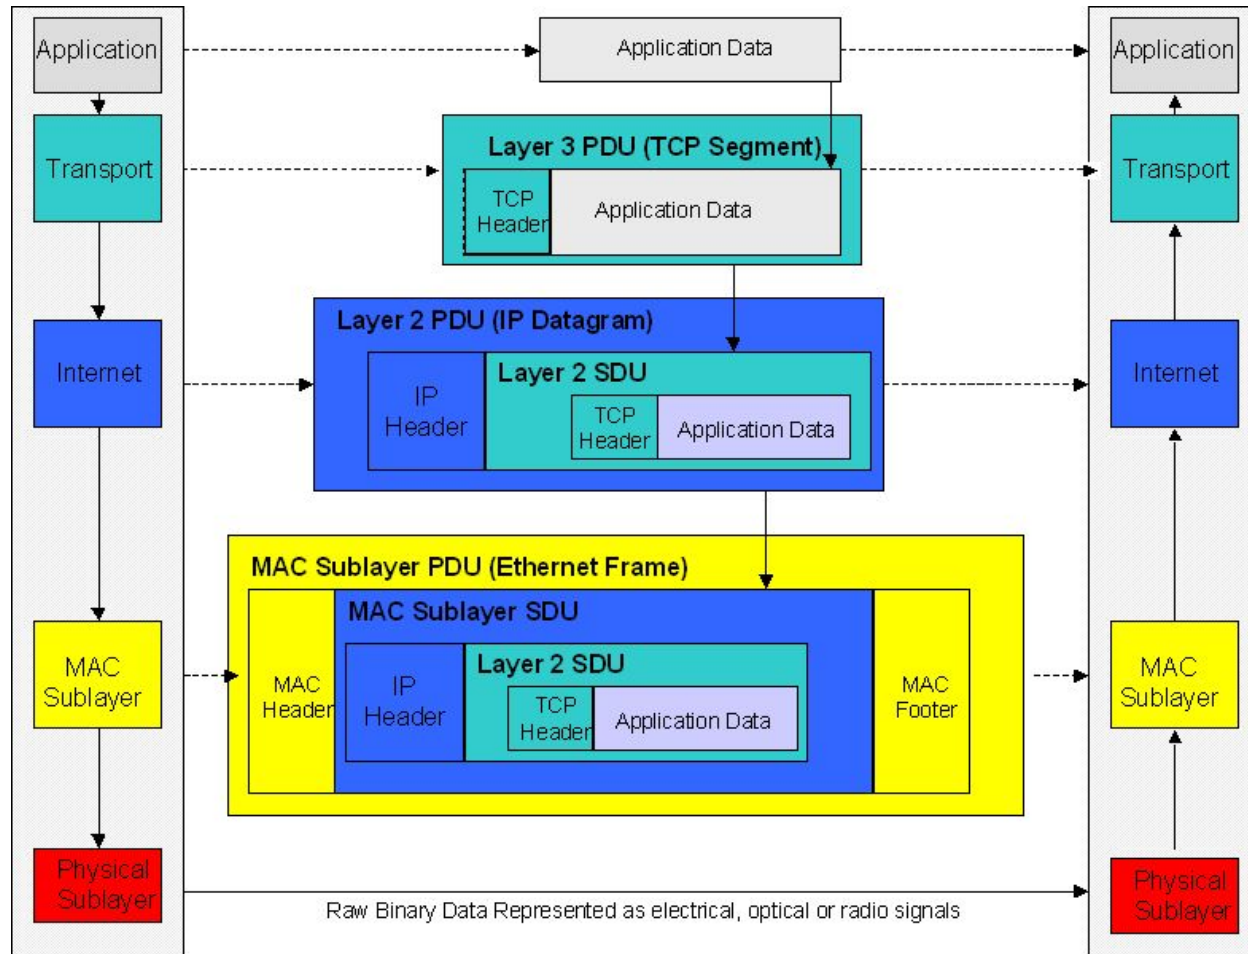 Application
Application Data
Application
Layer 3 PDU (TCP Segment)
Transport
TCP
Header
Application Data
Transport
Layer 2 PDU (IP Datagram)
Internet
IP
Header
Layer 2 SDU
TCP
Header
Application Data
Internet
MAC Sublayer PDU (Ethernet Frame)
MAC Sublayer SDU
MAC
Sublayer
MAC
Header
IP
Header
Layer 2 SDU
TCP
Header
Application Data
MAC
Footer
MAC
Sublayer
Physical
Sublayer
Raw Binary Data Represented as electrical, optical or radio signals
Physical
Sublayer